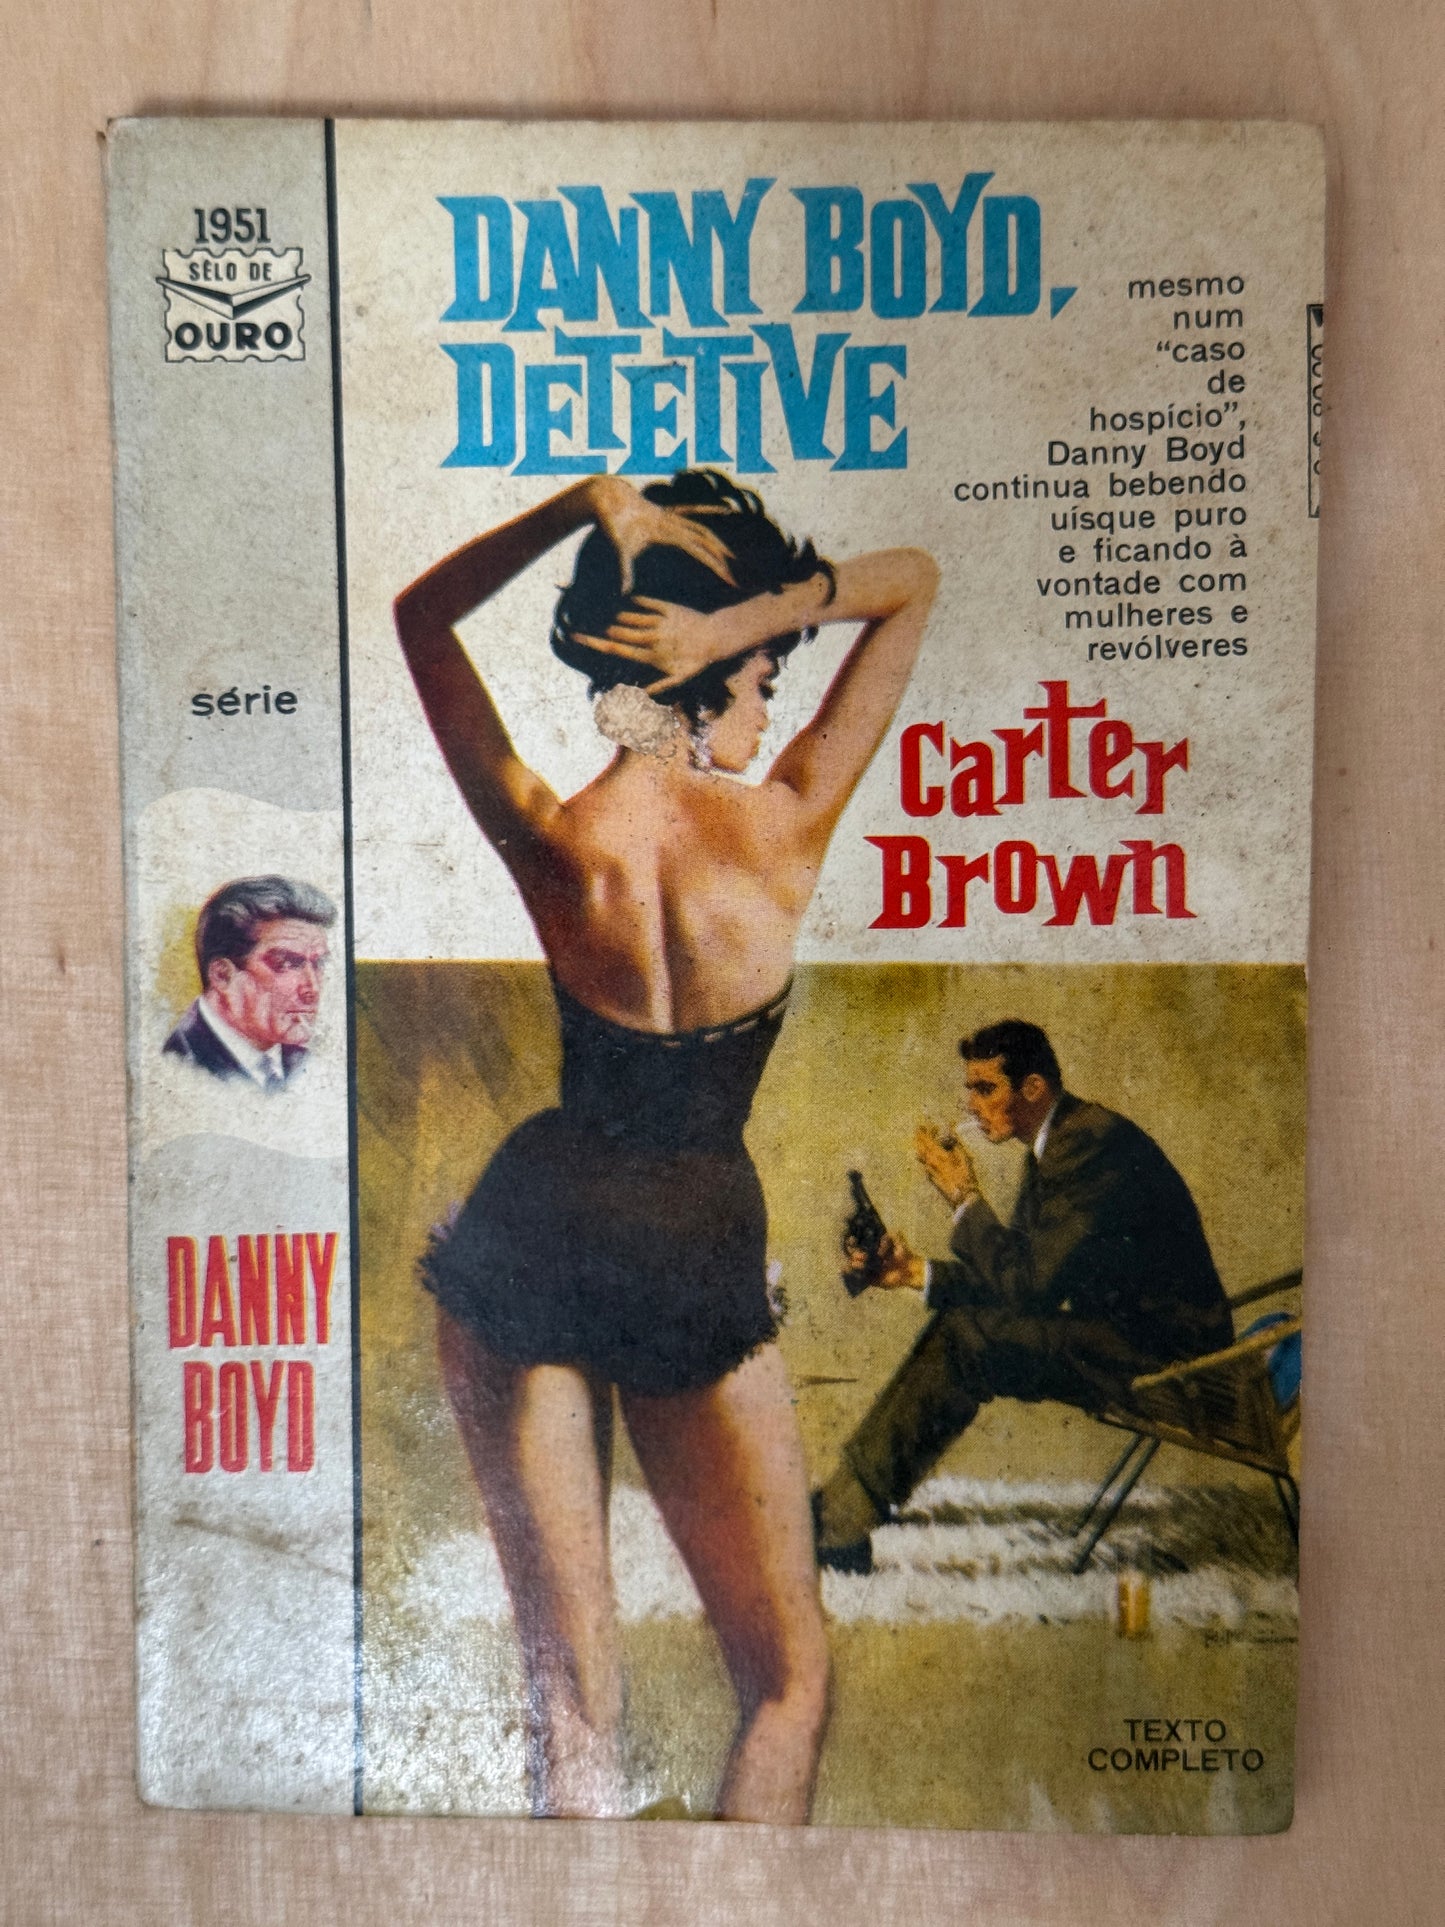 1951
SÊLO DE
OURO
DANNY BOYD,
DETETIVE
mesmo
num
“caso
de
hospício”,
Danny Boyd
continua bebendo
uísque puro
e ficando à
vontade com
mulheres e
revólveres
Carter
Brown
série
DANNY
BOYD
TEXTO
COMPLETO